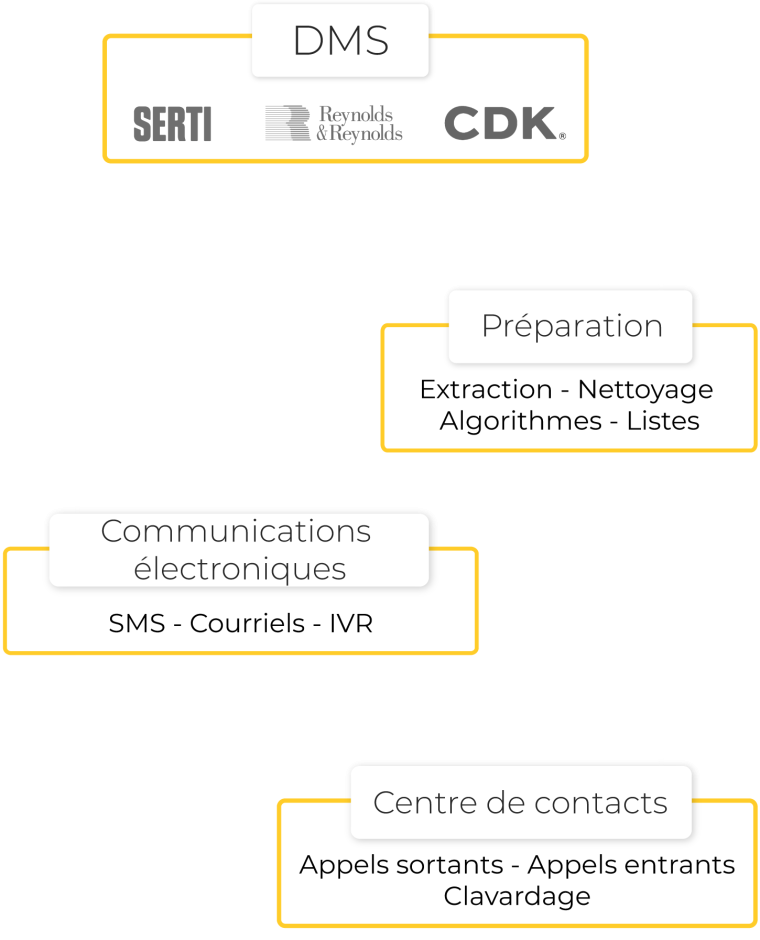 DMS
SERTI
Reynolds
&Reynolds
CDK®
Préparation
Extraction - Nettoyage
Algorithmes - Listes
Communications
électroniques
SMS - Courriels - IVR
Centre de contacts
Appels sortants - Appels entrants
Clavardage